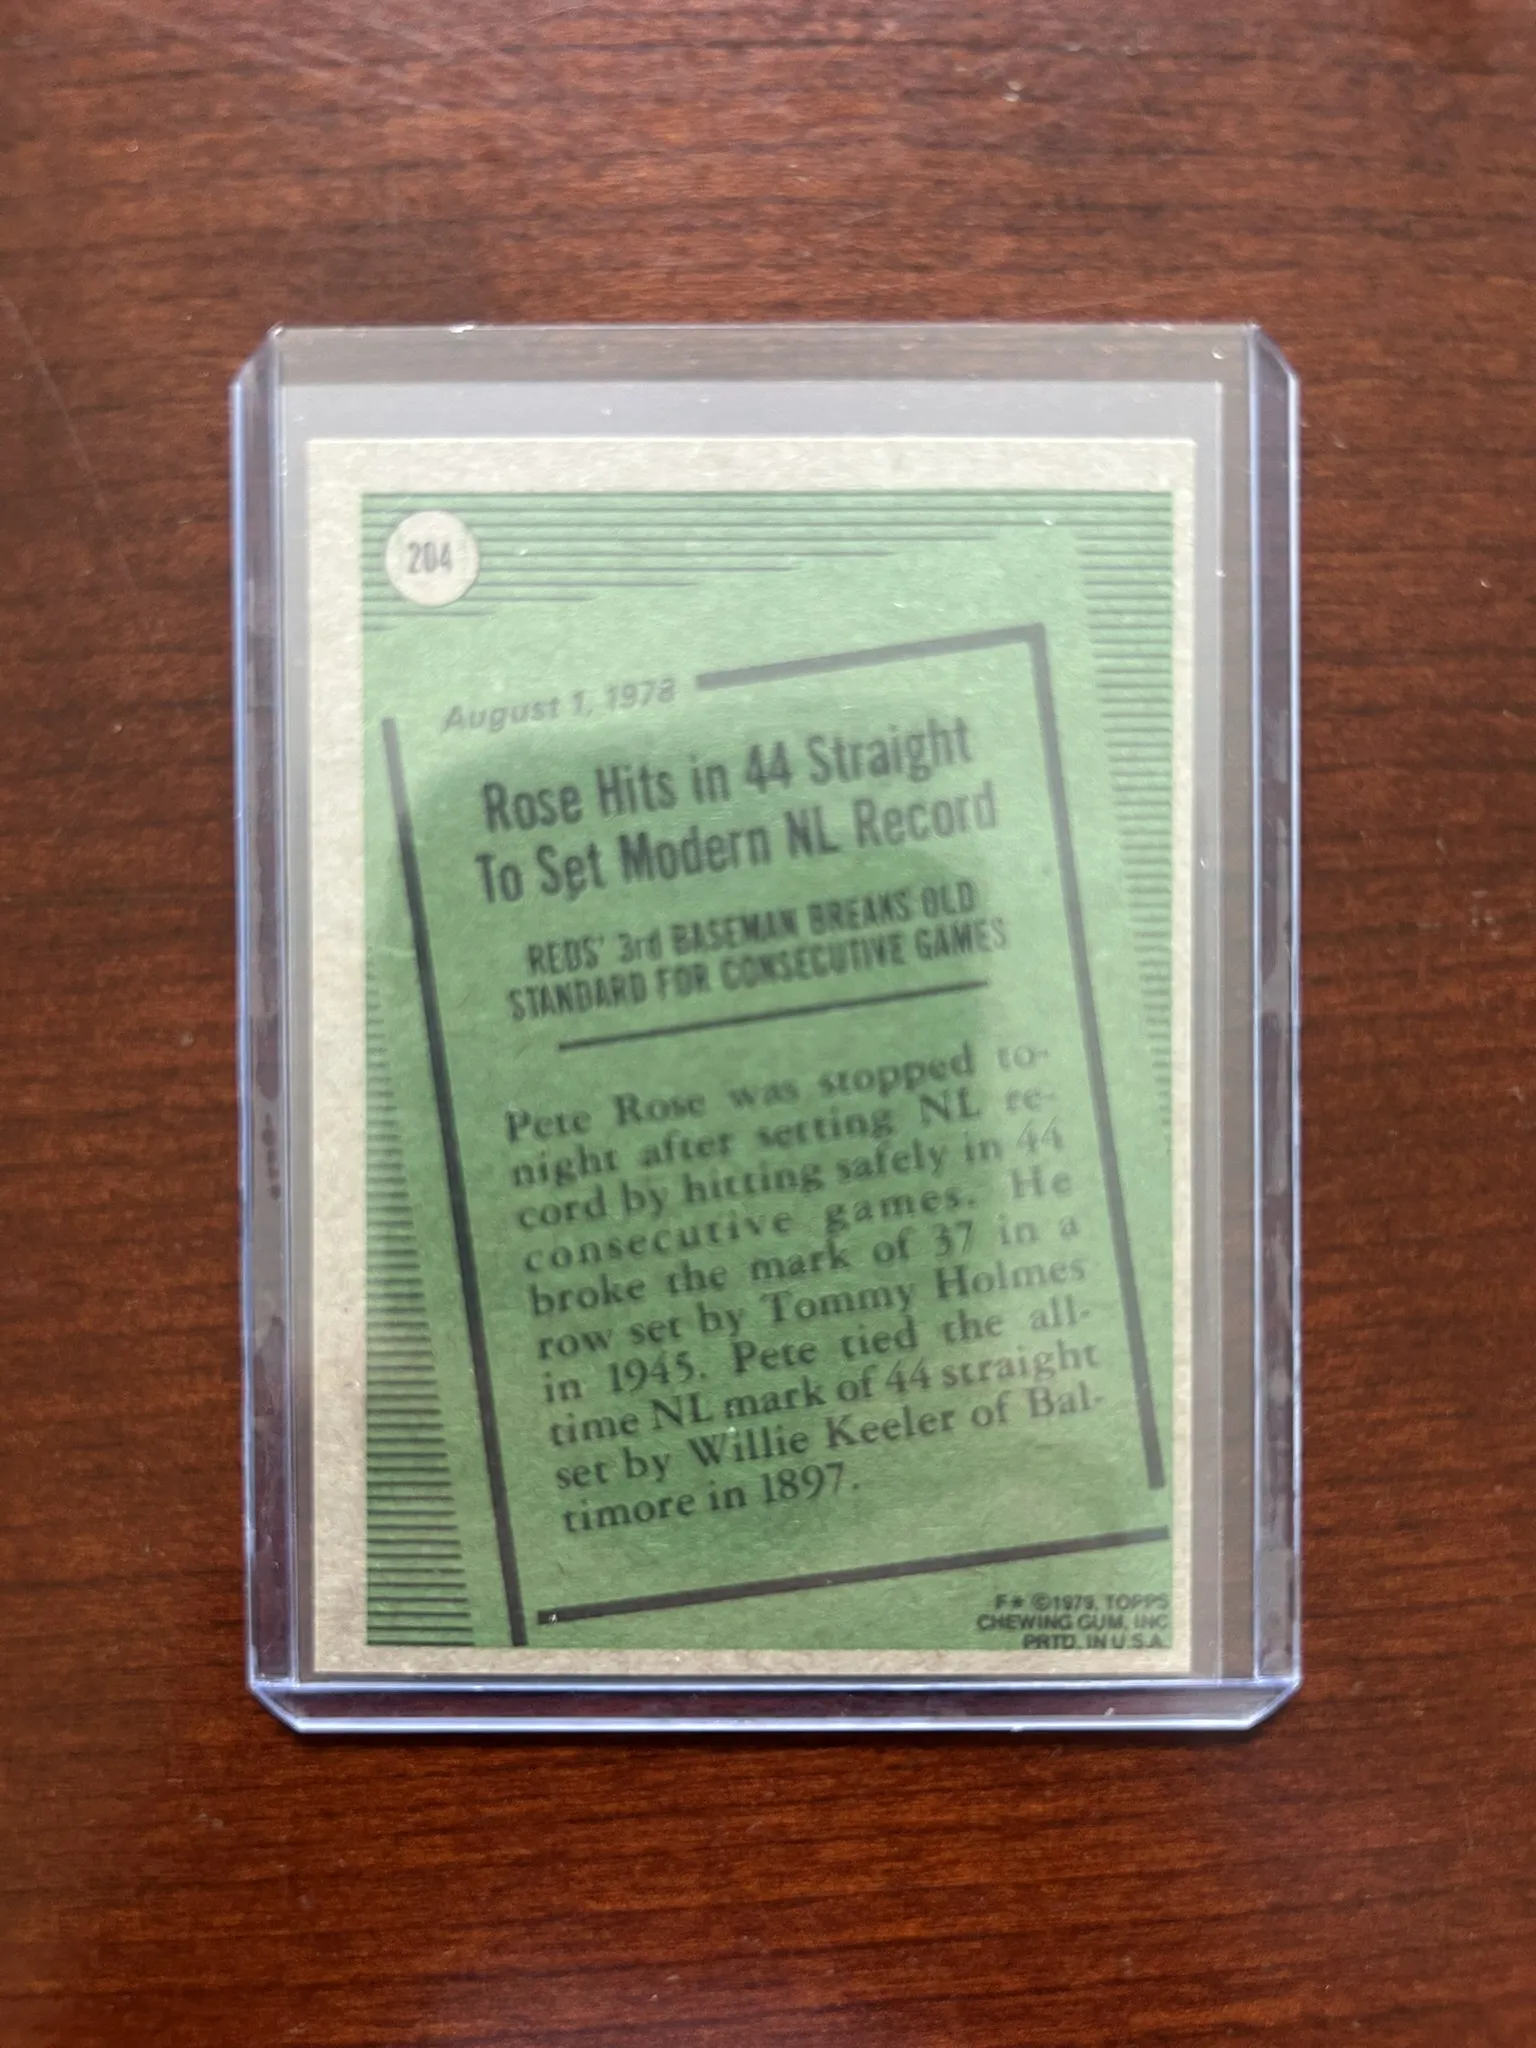 204
August 1, 1978
Rose Hits in 44 Straight
To Set Modern NL Record
REDS' 3rd BASEMAN BREAKS OLD
STANDARD FOR CONSECUTIVE GAMES
Pete Rose was stopped to-
night after setting NL re-
cord by hitting safely in 44
consecutive games. He
broke the mark of 37 in a
row set by Tommy Holmes
in 1945. Pete tied the all-
time NL mark of 44 straight
set by Willie Keeler of Bal-
timore in 1897.
F★ ©1979, TOPPS
CHEWING GUM, INC
PRTD. IN U.S.A.